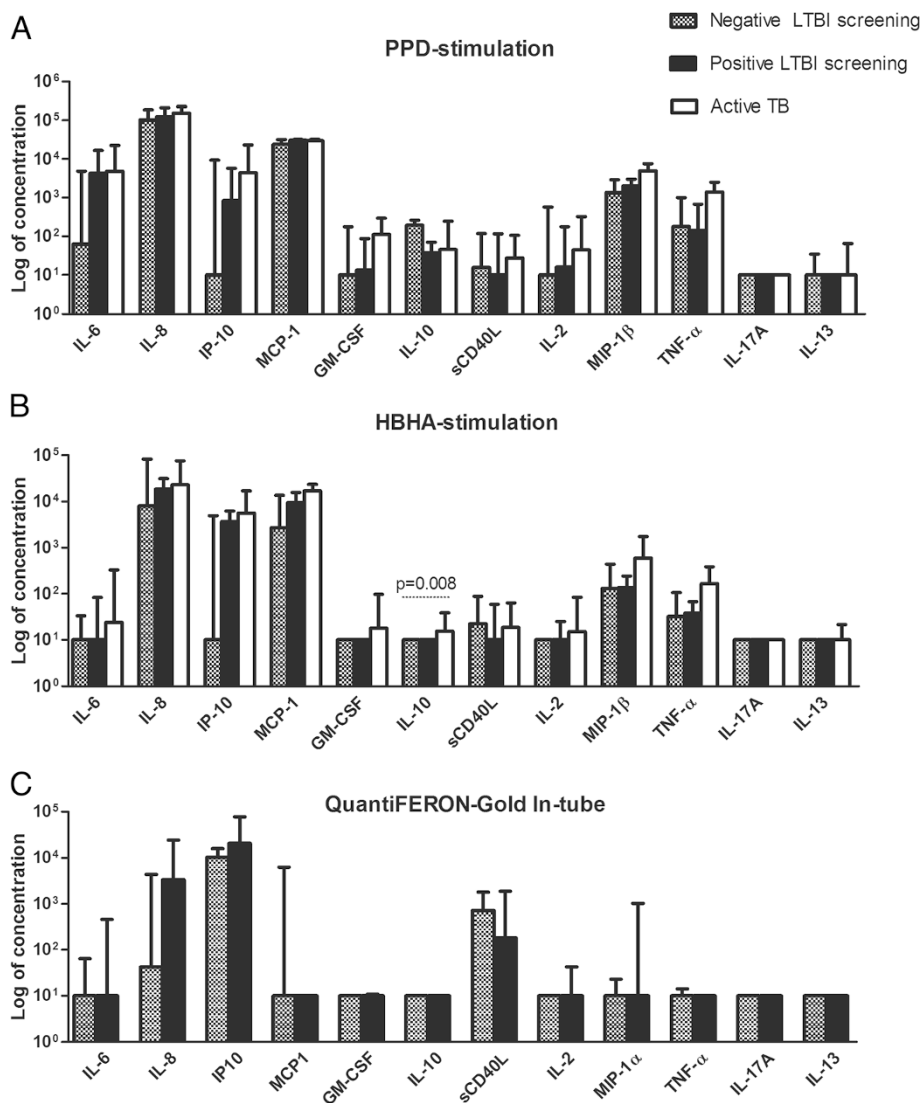 A
PPD-stimulation
Negative LTBI screening
Positive LTBI screening
Active TB
Log of concentration
10⁶
10⁵
10⁴
10³
10²
10¹
10⁰
IL-6 IL-8 IP-10 MCP-1 GM-CSF IL-10 sCD40L IL-2 MIP-1β TNF-α IL-17A IL-13
B
HBHA-stimulation
Log of concentration
10⁵
10⁴
10³
10²
10¹
10⁰
p=0.008
IL-6 IL-8 IP-10 MCP-1 GM-CSF IL-10 sCD40L IL-2 MIP-1β TNF-α IL-17A IL-13
C
QuantiFERON-Gold In-tube
Log of concentration
10⁵
10⁴
10³
10²
10¹
10⁰
IL-6 IL-8 IP10 MCP1 GM-CSF IL-10 sCD40L IL-2 MIP-1α TNF-α IL-17A IL-13